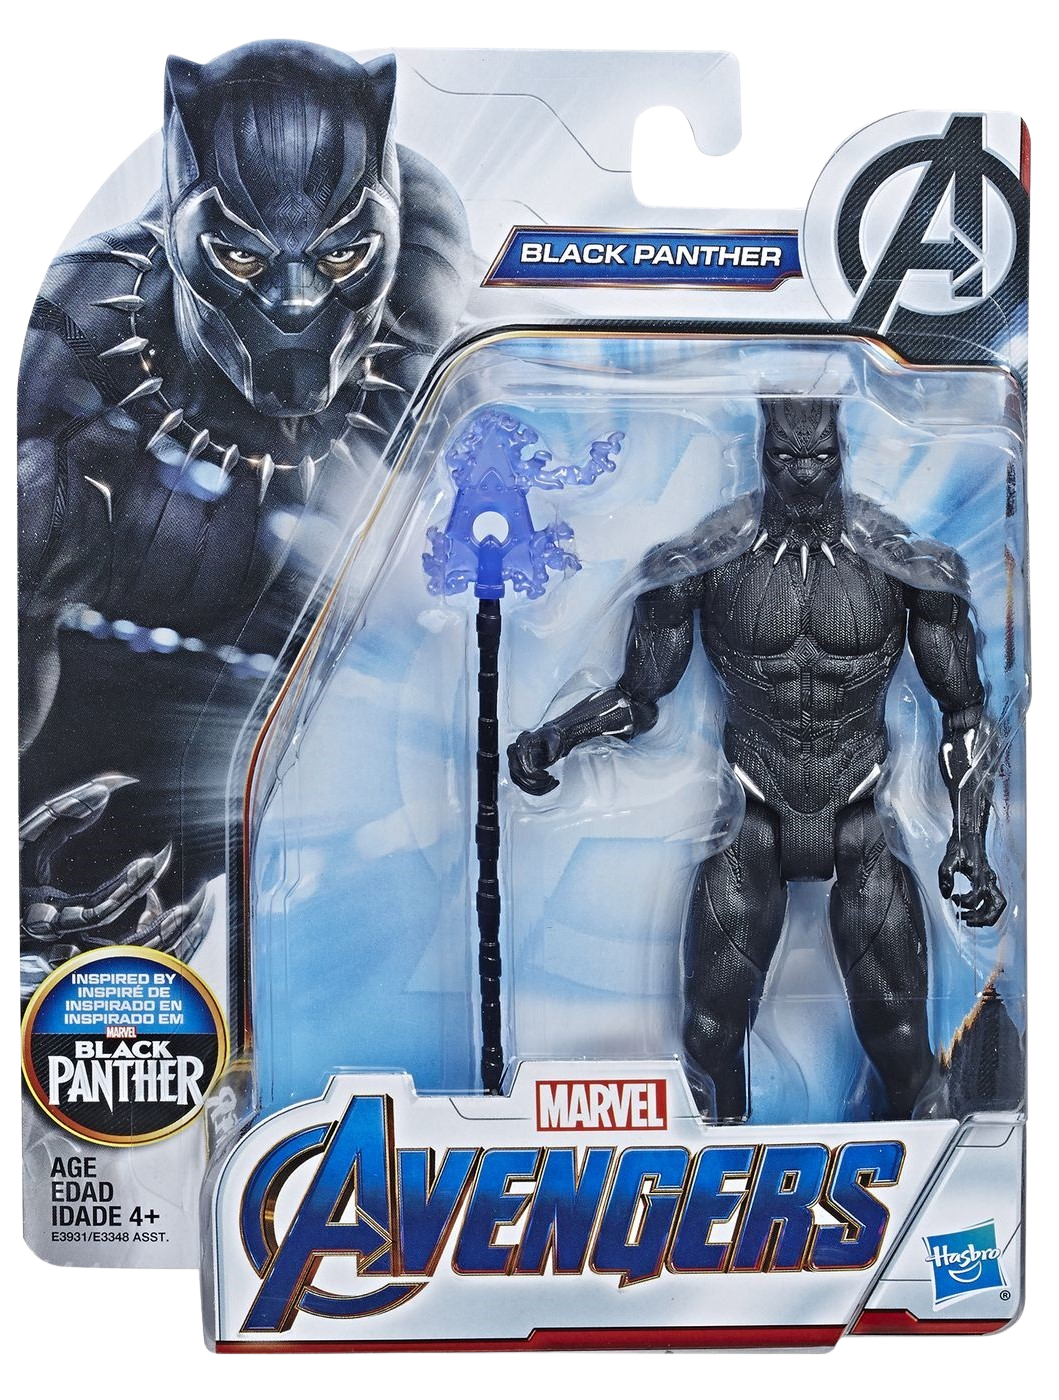 BLACK PANTHER
INSPIRED BY
INSPIRÉ DE
INSPIRADO EN
INSPIRADO EM
MARVEL
BLACK
PANTHER
AGE
EDAD
IDADE 4+
E3931/E3348 ASST.
MARVEL
AVENGERS
Hasbro
®